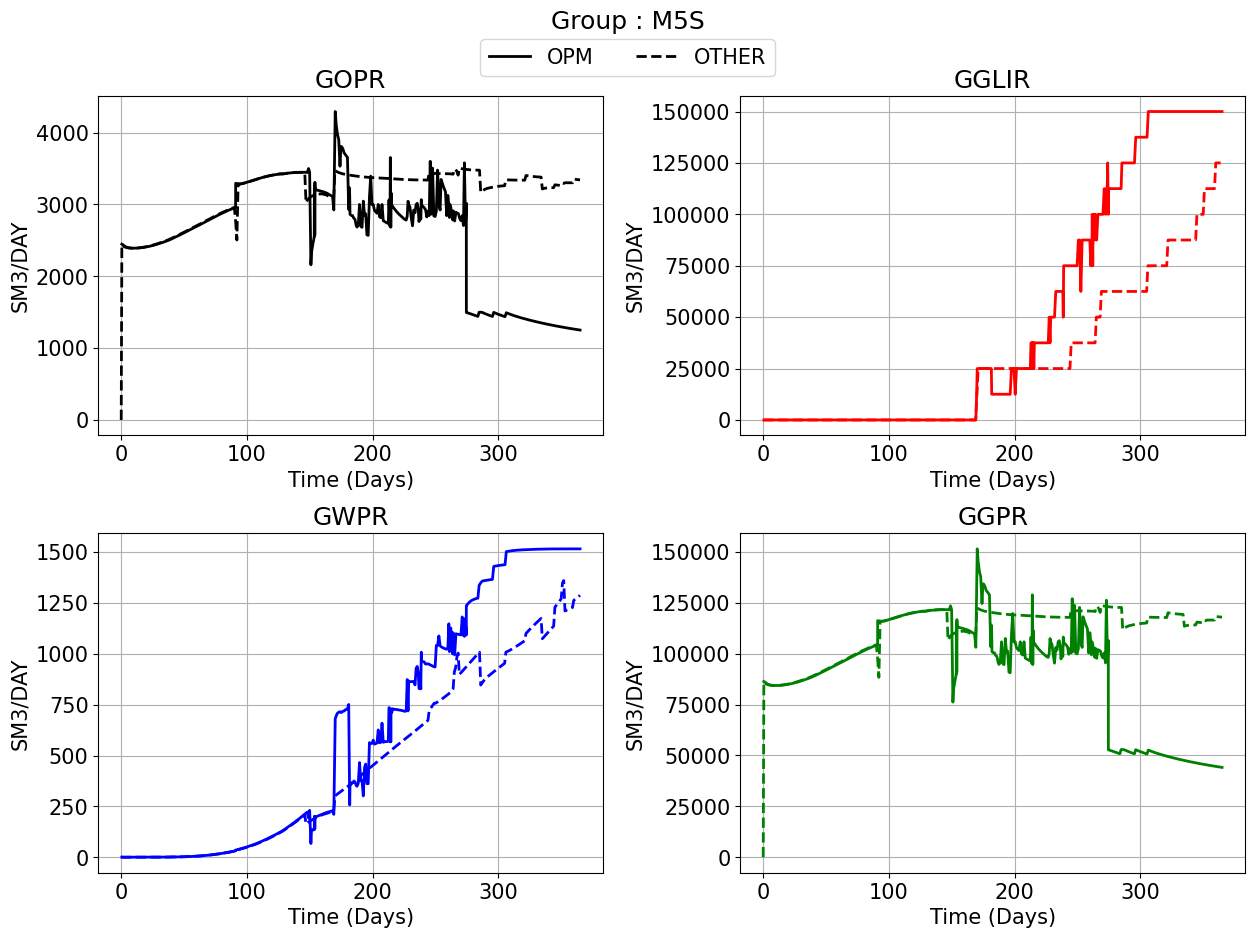 Group : M5S
OPM OTHER
GOPR
SM3/DAY
4000
3000
2000
1000
0
0 100 200 300
Time (Days)
GGLIR
SM3/DAY
150000
125000
100000
75000
50000
25000
0
0 100 200 300
Time (Days)
GWPR
SM3/DAY
1500
1250
1000
750
500
250
0
0 100 200 300
Time (Days)
GGPR
SM3/DAY
150000
125000
100000
75000
50000
25000
0
0 100 200 300
Time (Days)